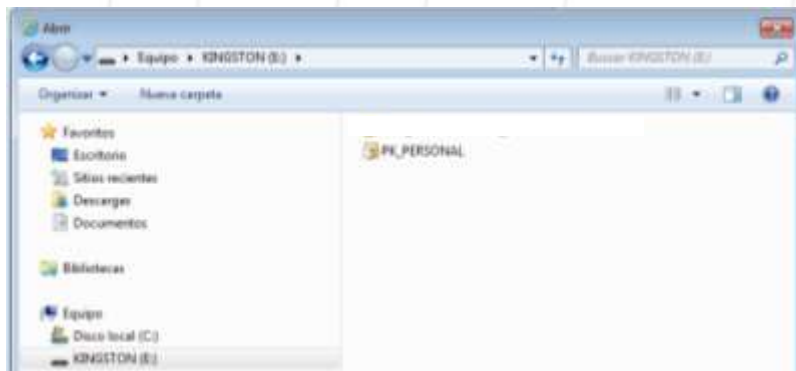 Abrir
Equipo KINGSTON (E:)
Buscar KINGSTON (E:)
Organizar
Nueva carpeta
Favoritos
Escritorio
Sitios recientes
Descargas
Documentos
Bibliotecas
Equipo
Disco local (C:)
KINGSTON (E:)
PK_PERSONAL